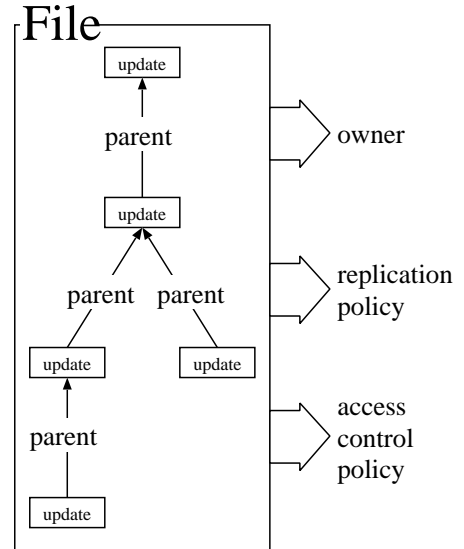 File
update
parent
owner
update
parent parent
replication
policy
update update
access
control
policy
parent
update